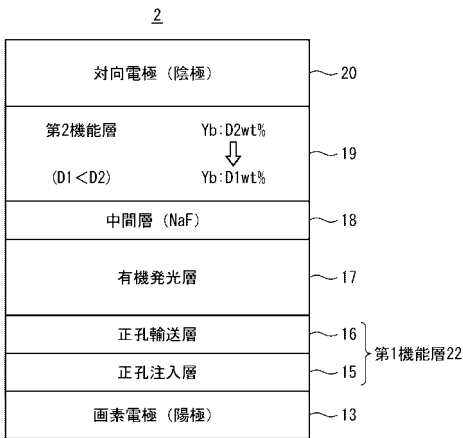 2
対向電極（陰極） 20
第2機能層 Yb:D2wt%
19
(D1＜D2) Yb:D1wt%
中間層（NaF） 18
有機発光層 17
正孔輸送層 16
第1機能層22
正孔注入層 15
画素電極（陽極） 13